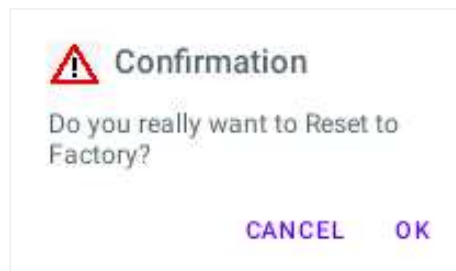 Confirmation
Do you really want to Reset to
Factory?
CANCEL OK